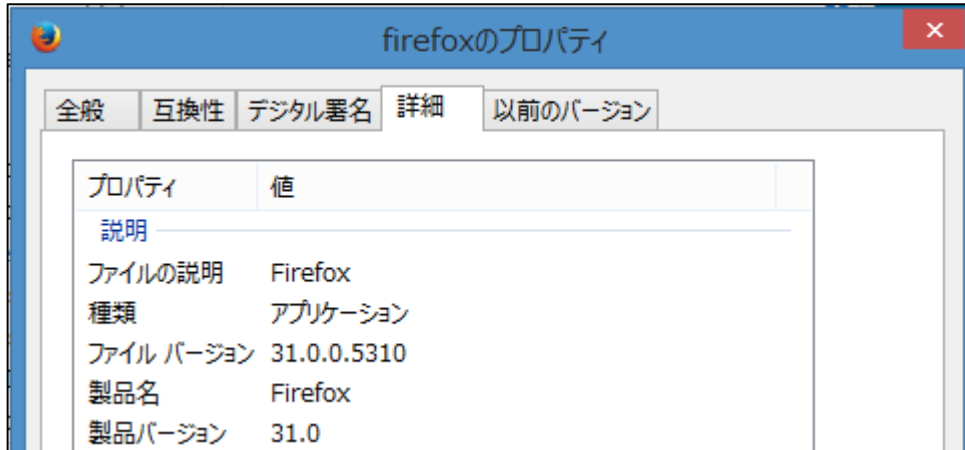 firefoxのプロパティ
全般 互換性 デジタル署名 詳細 以前のバージョン
プロパティ 値
説明
ファイルの説明 Firefox
種類 アプリケーション
ファイル バージョン 31.0.0.5310
製品名 Firefox
製品バージョン 31.0